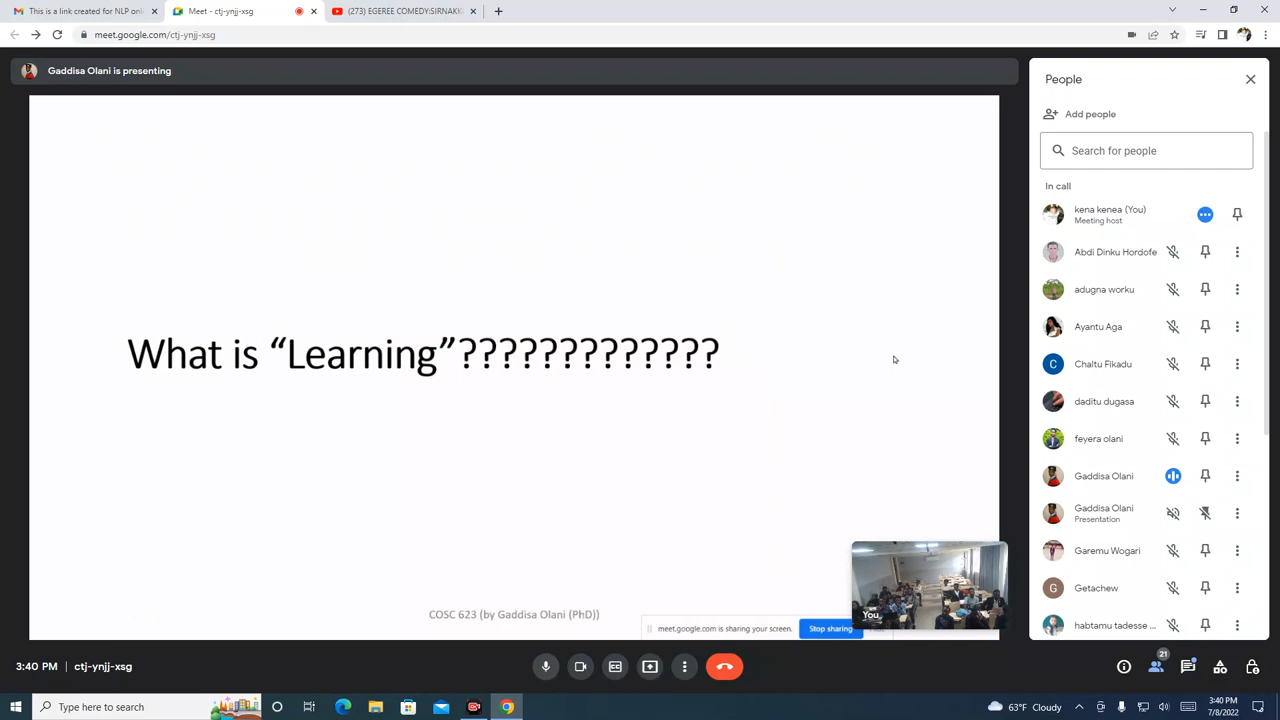 This is a link created for NLP onli
Meet - ctj-ynjj-xsg
(273) EGEREE COMEDY:SIRNAKK
meet.google.com/ctj-ynjj-xsg
Gaddisa Olani is presenting
What is “Learning”?????????????
COSC 623 (by Gaddisa Olani (PhD))
You
meet.google.com is sharing your screen.
Stop sharing
People
Add people
Search for people
In call
kena kenea (You)
Meeting host
Abdi Dinku Hordofe
adugna worku
Ayantu Aga
C
Chaltu Fikadu
daditu dugasa
feyera olani
Gaddisa Olani
Gaddisa Olani
Presentation
Garemu Wogari
G
Getachew
habtamu tadesse ...
3:40 PM
ctj-ynjj-xsg
21
Type here to search
63°F Cloudy
3:40 PM
7/8/2022